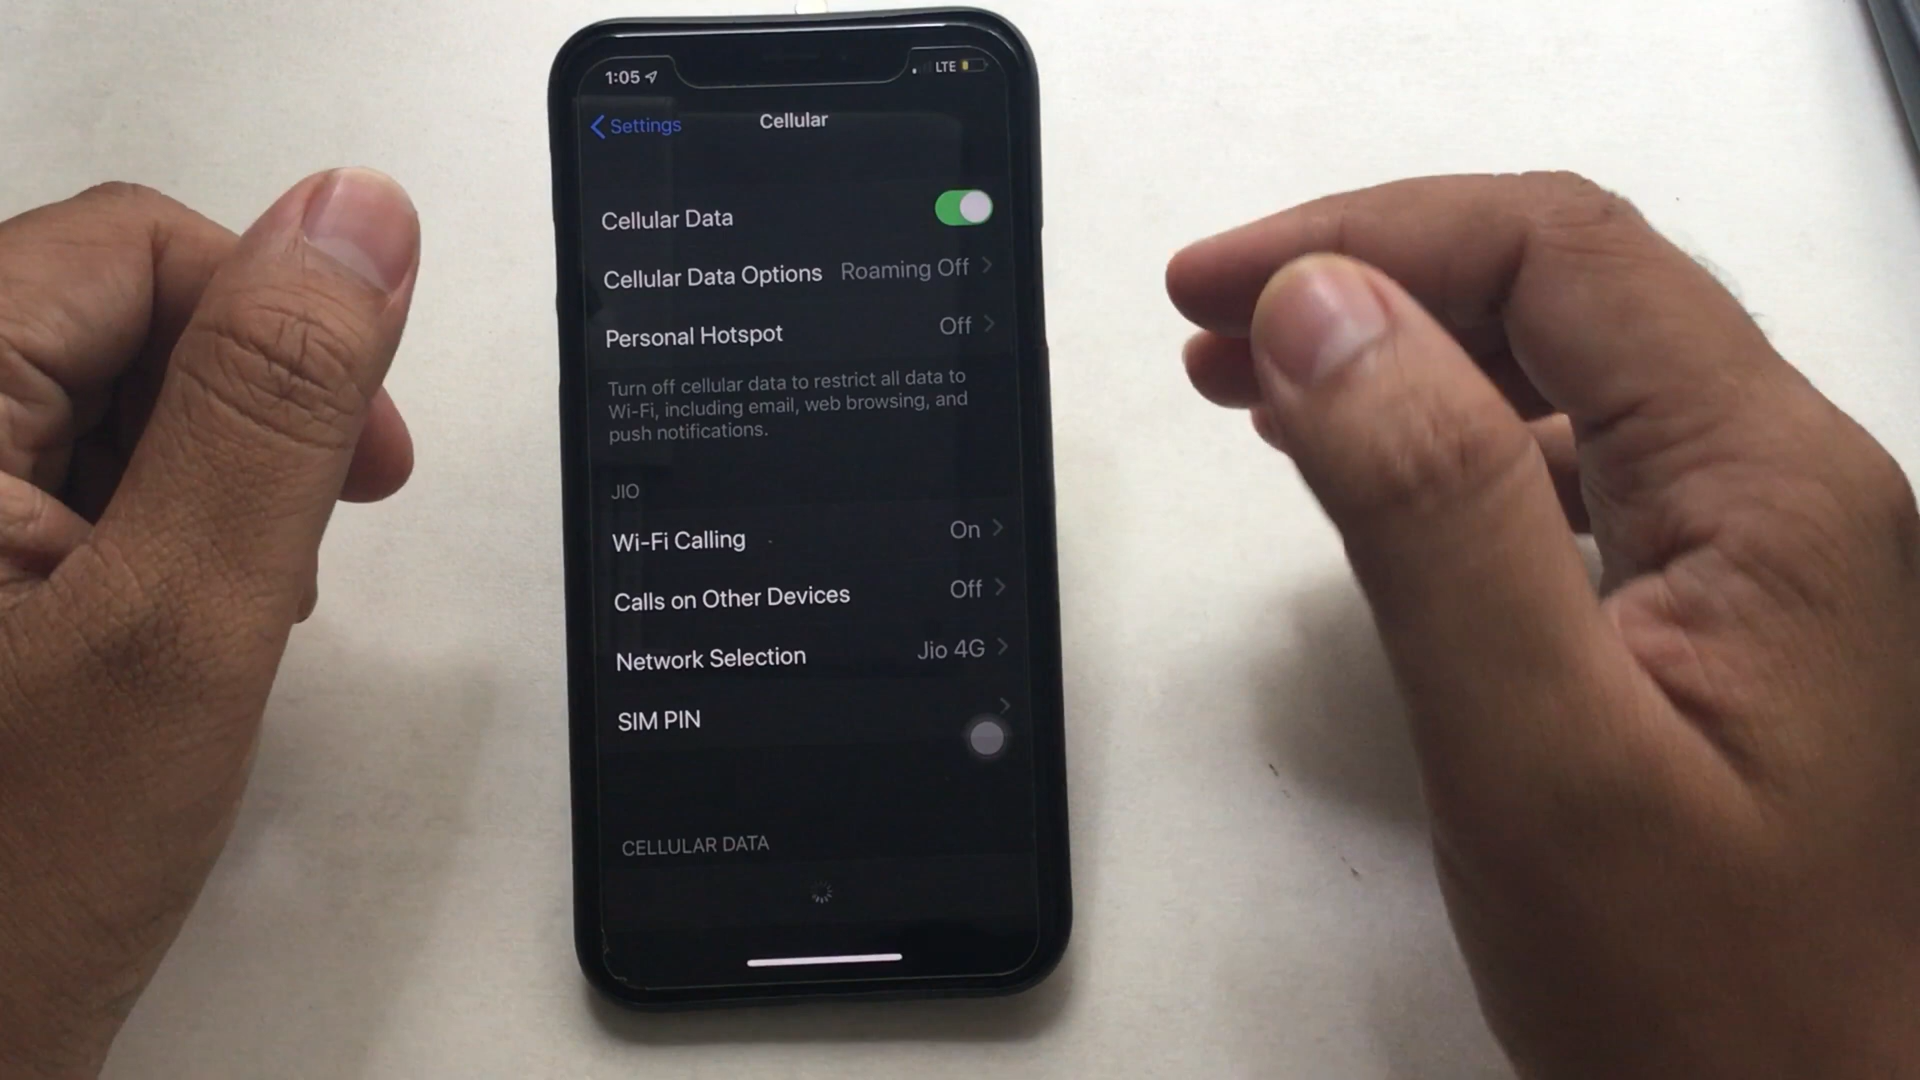 1:05 LTE
Settings Cellular
Cellular Data
Cellular Data Options Roaming Off
Personal Hotspot Off
Turn off cellular data to restrict all data to
Wi-Fi, including email, web browsing, and
push notifications.
JIO
Wi-Fi Calling On
Calls on Other Devices Off
Network Selection Jio 4G
SIM PIN
CELLULAR DATA